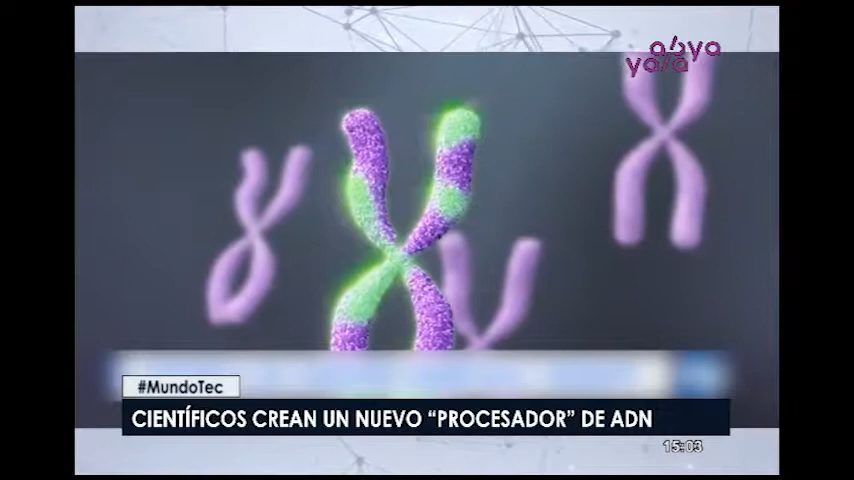 abya
yala
#MundoTec
CIENTÍFICOS CREAN UN NUEVO “PROCESADOR” DE ADN
15:03